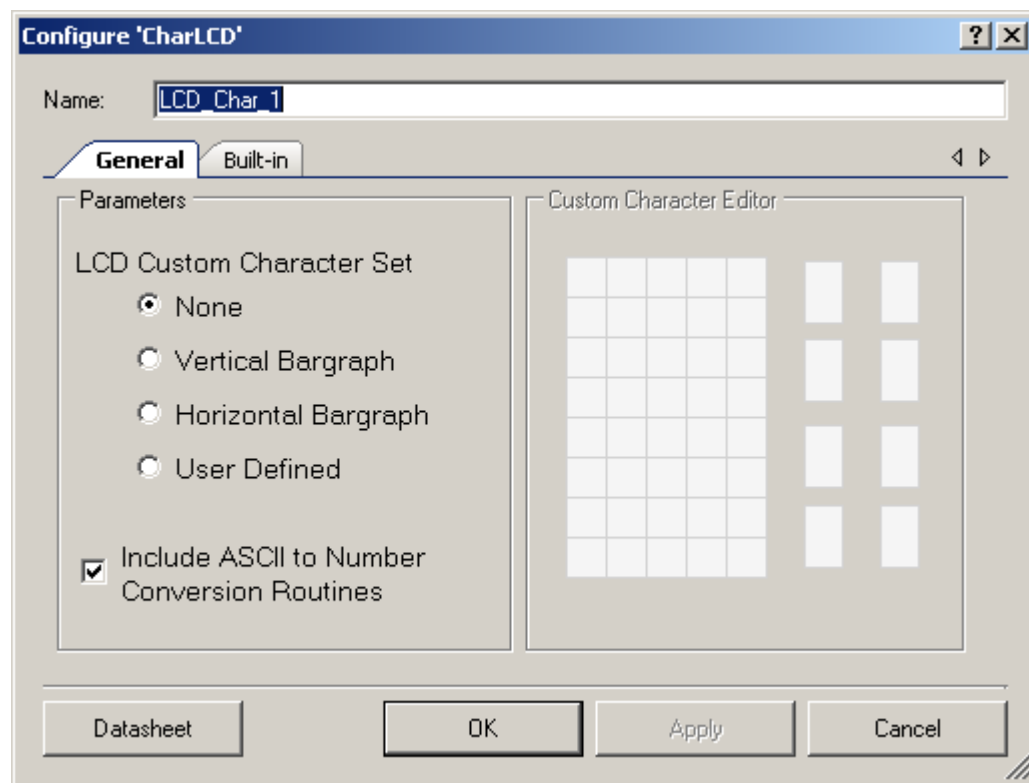 Configure 'CharLCD'
Name: LCD_Char_1
General Built-in
Parameters
LCD Custom Character Set
None
Vertical Bargraph
Horizontal Bargraph
User Defined
Include ASCII to Number
Conversion Routines
Custom Character Editor
Datasheet OK Apply Cancel